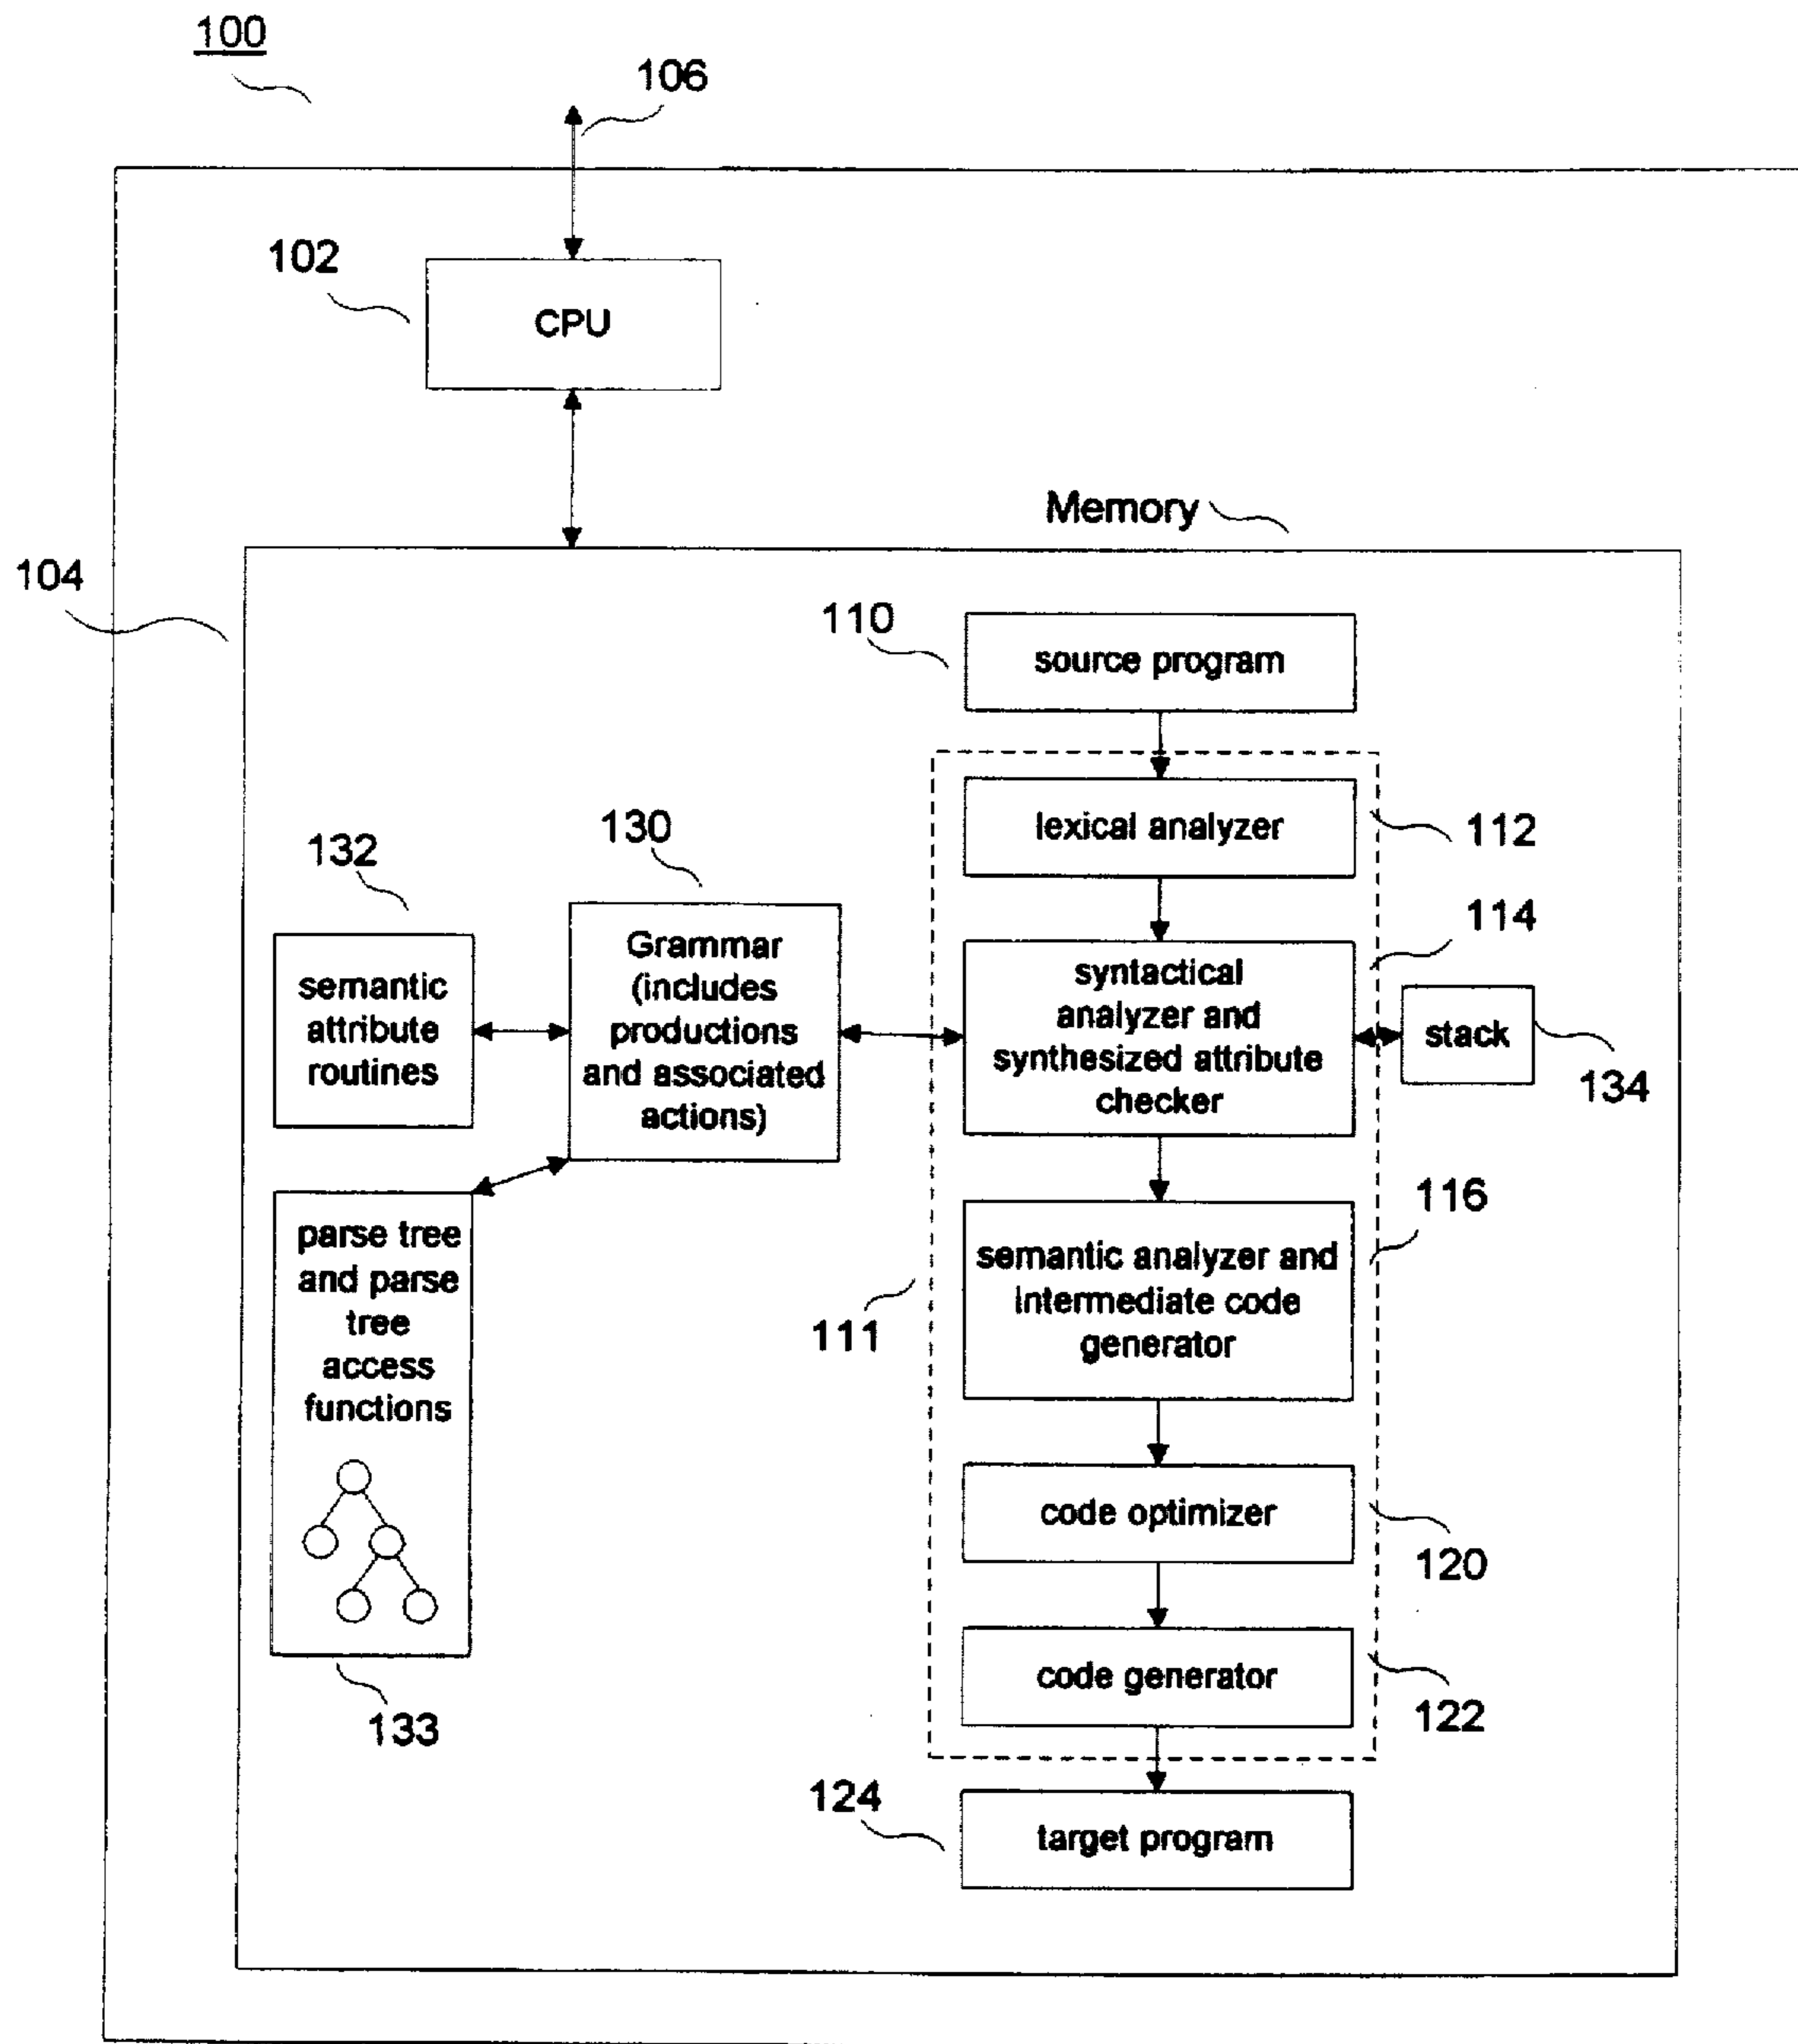 100
106
102
CPU
Memory
104
110
source program
lexical analyzer
112
132
130
114
semantic
attribute
routines
Grammar
(includes
productions
and associated
actions)
syntactical
analyzer and
synthesized attribute
checker
stack
134
116
parse tree
and parse
tree
access
functions
semantic analyzer and
intermediate code
generator
111
code optimizer
120
133
code generator
122
124
target program